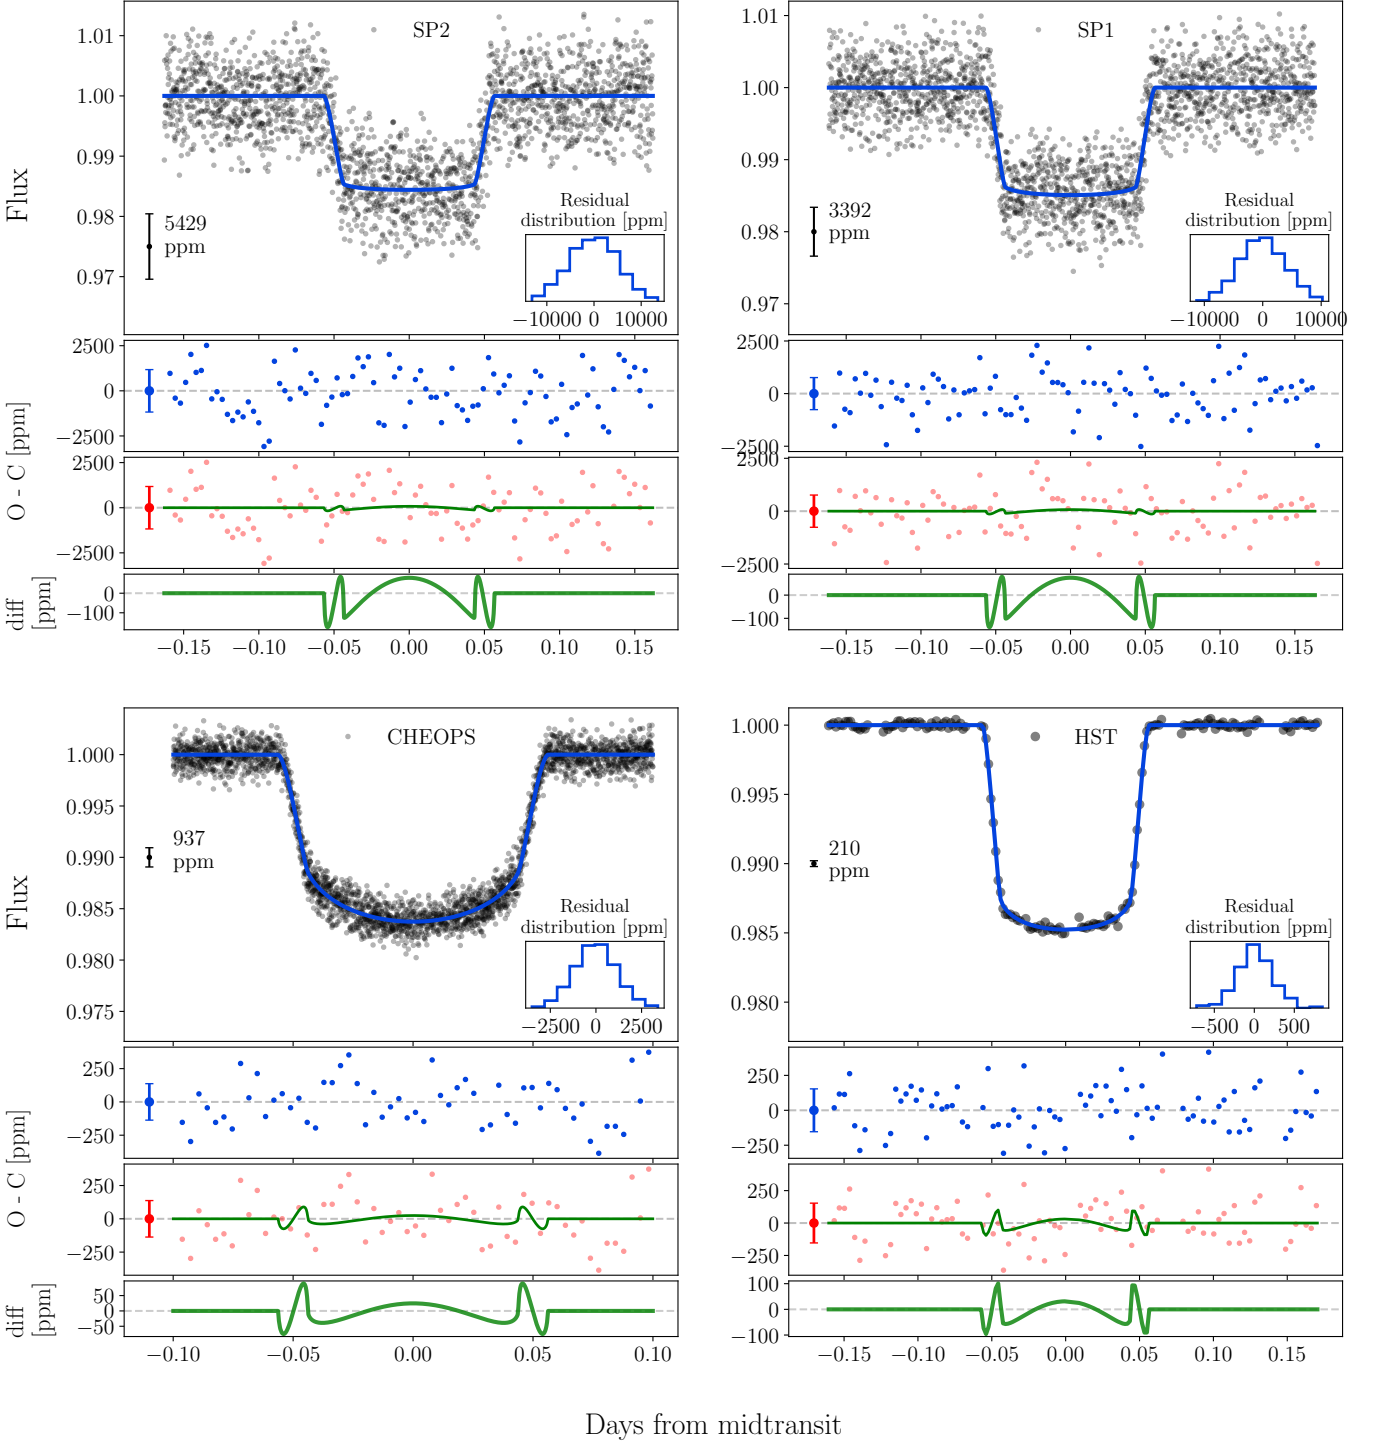 SP2
1.01
1.00
0.99
0.98
0.97
Flux
5429
ppm
Residual
distribution [ppm]
−10000 0 10000
2500
0
−2500
O - C [ppm]
2500
0
−2500
diff
[ppm]
0
−100
−0.15 −0.10 −0.05 0.00 0.05 0.10 0.15
SP1
1.01
1.00
0.99
0.98
0.97
3392
ppm
Residual
distribution [ppm]
−10000 0 10000
2500
0
−2500
2500
0
−2500
0
−100
−0.15 −0.10 −0.05 0.00 0.05 0.10 0.15
CHEOPS
1.000
0.995
0.990
0.985
0.980
0.975
Flux
937
ppm
Residual
distribution [ppm]
−2500 0 2500
250
0
−250
O - C [ppm]
250
0
−250
diff
[ppm]
50
0
−50
−0.10 −0.05 0.00 0.05 0.10
HST
1.000
0.995
0.990
0.985
0.980
210
ppm
Residual
distribution [ppm]
−500 0 500
250
0
−250
250
0
−250
100
0
−100
−0.15 −0.10 −0.05 0.00 0.05 0.10 0.15
Days from midtransit